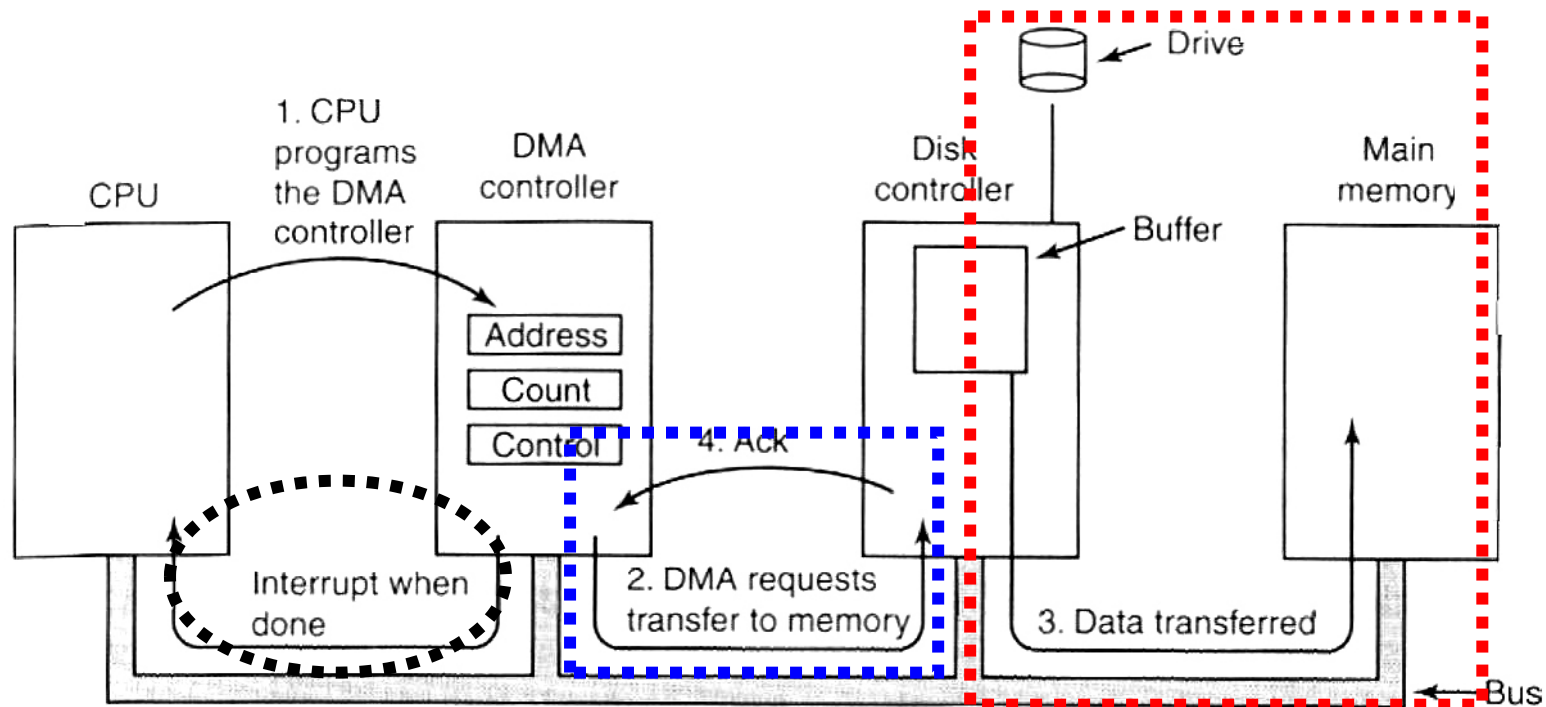 Drive
1. CPU
programs
the DMA
controller
DMA
controller
Disk
controller
Main
memory
CPU
Buffer
Address
Count
Control
4. Ack
Interrupt when
done
2. DMA requests
transfer to memory
3. Data transferred
Bus